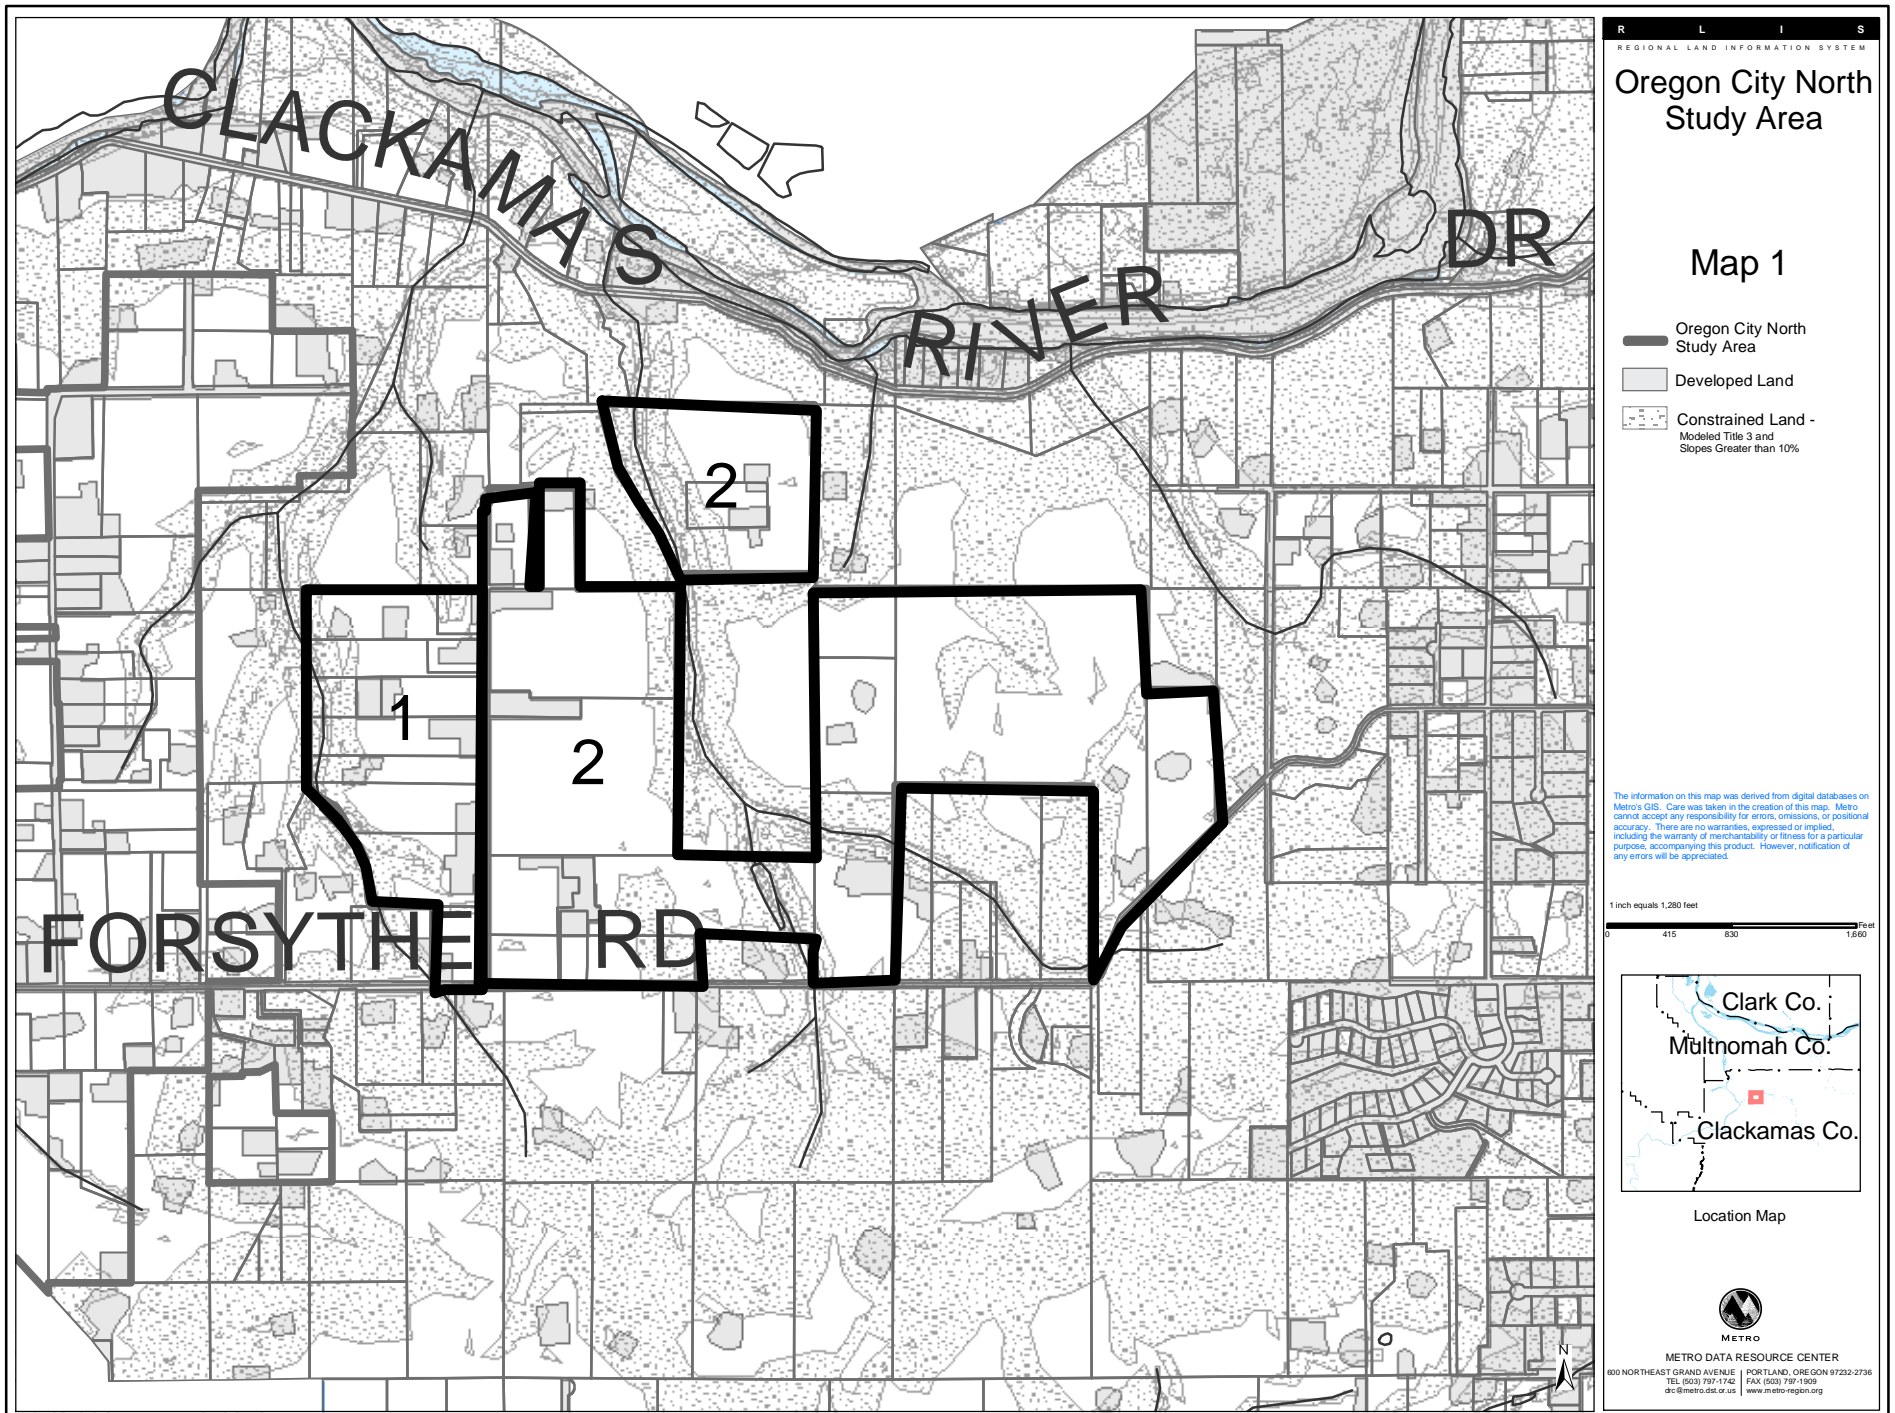 CLACKAMAS RIVER DR
2
1
2
FORSYTHE RD
R L I S
REGIONAL LAND INFORMATION SYSTEM
Oregon City North
Study Area
Map 1
Oregon City North
Study Area
Developed Land
Constrained Land -
Modeled Title 3 and
Slopes Greater than 10%
The information on this map was derived from digital databases on
Metro's GIS. Care was taken in the creation of this map. Metro
cannot accept any responsibility for errors, omissions, or positional
accuracy. There are no warranties, expressed or implied,
including the warranty of merchantability or fitness for a particular
purpose, accompanying this product. However, notification of
any errors will be appreciated.
1 inch equals 1,280 feet
Feet
0 415 830 1,660
Clark Co.
Multnomah Co.
Clackamas Co.
Location Map
METRO
N
METRO DATA RESOURCE CENTER
600 NORTHEAST GRAND AVENUE | PORTLAND, OREGON 97232-2736
TEL (503) 797-1742 | FAX (503) 797-1909
drc@metro.dst.or.us | www.metro-region.org